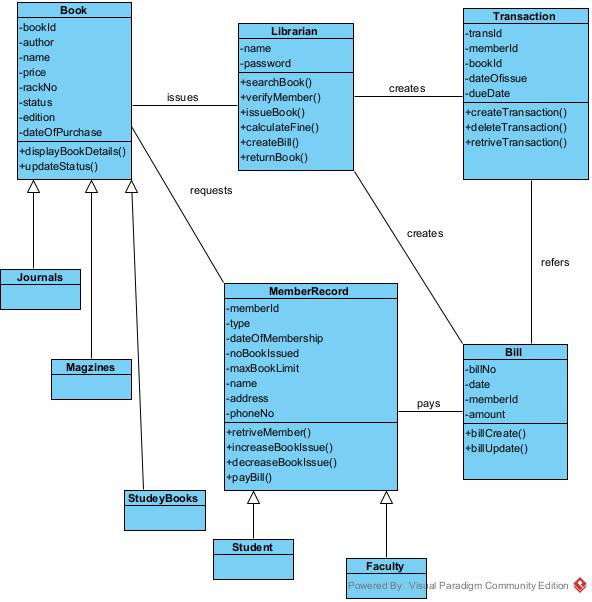 Book
-bookId
-author
-name
-price
-rackNo
-status
-edition
-dateOfPurchase
+displayBookDetails()
+updateStatus()
issues
Librarian
-name
-password
+searchBook()
+verifyMember()
+issueBook()
+calculateFine()
+createBill()
+returnBook()
creates
Transaction
-transId
-memberId
-bookId
-dateOfissue
-dueDate
+createTransaction()
+deleteTransaction()
+retriveTransaction()
requests
creates
refers
Journals
Magzines
StudeyBooks
MemberRecord
-memberId
-type
-dateOfMembership
-noBookIssued
-maxBookLimit
-name
-address
-phoneNo
+retriveMember()
+increaseBookIssue()
+decreaseBookIssue()
+payBill()
pays
Bill
-billNo
-date
-memberId
-amount
+billCreate()
+billUpdate()
Student
Faculty
Powered By: Visual Paradigm Community Edition